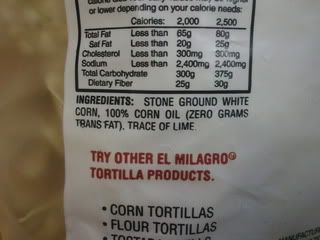 or lower depending on your calorie needs:
Calories: 2,000 2,500
Total Fat Less than 65g 80g
Sat Fat Less than 20g 25g
Cholesterol Less than 300mg 300mg
Sodium Less than 2,400mg 2,400mg
Total Carbohydrate 300g 375g
Dietary Fiber 25g 30g
INGREDIENTS: STONE GROUND WHITE
CORN, 100% CORN OIL (ZERO GRAMS
TRANS FAT), TRACE OF LIME.
TRY OTHER EL MILAGRO®
TORTILLA PRODUCTS.
• CORN TORTILLAS
• FLOUR TORTILLAS